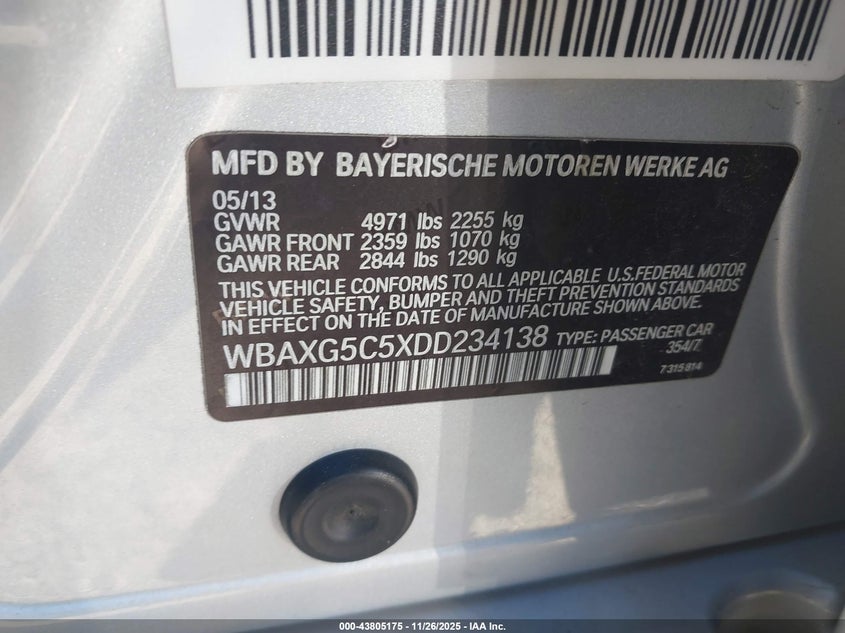 MFD BY BAYERISCHE MOTOREN WERKE AG
05/13
GVWR 4971 lbs 2255 kg
GAWR FRONT 2359 lbs 1070 kg
GAWR REAR 2844 lbs 1290 kg
THIS VEHICLE CONFORMS TO ALL APPLICABLE U.S.FEDERAL MOTOR
VEHICLE SAFETY, BUMPER AND THEFT PREVENTION STANDARDS
IN EFFECT ON THE DATE OF MANUFACTURE SHOWN ABOVE.
WBAXG5C5XDD234138 TYPE: PASSENGER CAR
354/7
7315814
000-43805175 | 11/26/2025 - IAA Inc.